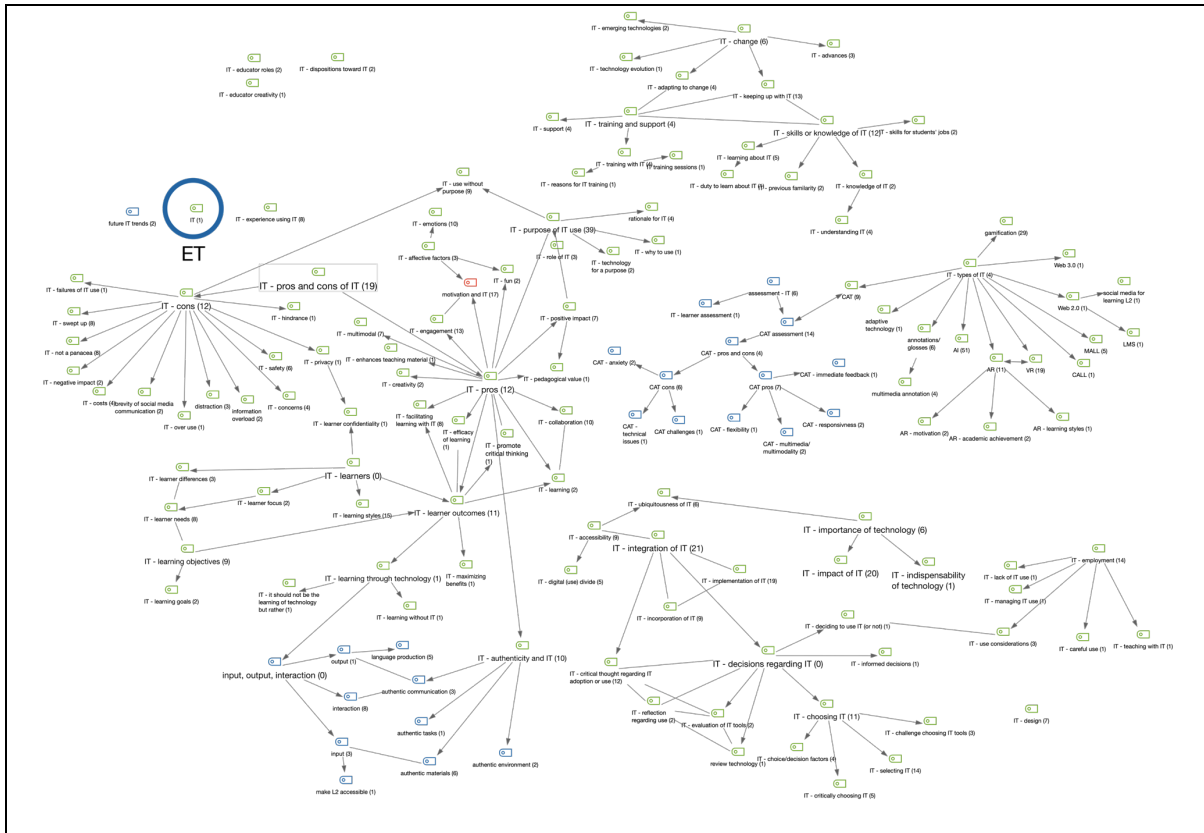 IT - emerging technologies (2)
IT - change (6)
IT - advances (3)
IT - educator roles (2)
IT - dispositions toward IT (2)
IT - technology evolution (1)
IT - educator creativity (1)
IT - adapting to change (4)
IT - keeping up with IT (13)
IT - support (4)
IT - training and support (4)
IT - skills or knowledge of IT (12)
IT - skills for students' jobs (2)
IT - learning about IT (5)
IT - training with IT (4)
IT training sessions (1)
IT - reasons for IT training (1)
IT - duty to learn about IT
IT - previous familiarity (2)
IT - knowledge of IT (2)
IT - use without
purpose (9)
future IT trends (2)
IT (1)
IT - experience using IT (8)
ET
IT - emotions (10)
rationale for IT (4)
IT - purpose of IT use (39)
IT - understanding IT (4)
gamification (29)
IT - affective factors (3)
IT - role of IT (3)
IT - why to use (1)
IT - technology
for a purpose (2)
Web 3.0 (1)
IT - types of IT (4)
IT - failures of IT use (1)
IT - pros and cons of IT (19)
IT - fun (2)
motivation and IT (17)
assessment - IT (6)
CAT (9)
social media for
learning L2 (1)
Web 2.0 (1)
IT - cons (12)
IT - swept up (8)
IT - hindrance (1)
IT - multimodal (7)
IT - engagement (13)
IT - positive impact (7)
IT - learner assessment (1)
CAT assessment (14)
adaptive
technology (1)
annotations/
glosses (6)
AI (51)
MALL (5)
LMS (1)
IT - not a panacea (8)
IT - safety (6)
IT - privacy (1)
IT - enhances teaching material (1)
CAT - anxiety (2)
CAT - pros and cons (4)
AR (11)
VR (19)
CALL (1)
IT - negative impact (2)
IT - creativity (2)
IT - pros (12)
IT - pedagogical value (1)
CAT cons (6)
CAT pros (7)
CAT - immediate feedback (1)
multimedia annotation (4)
IT - costs (4)
brevity of social media
communication (2)
distraction (3)
information
overload (2)
IT - concerns (4)
IT - over use (1)
IT - learner confidentiality (1)
IT - facilitating
learning with IT (8)
IT - efficacy
of learning
(1)
IT - promote
critical thinking
(1)
IT - collaboration (10)
CAT -
technical
issues (1)
CAT challenges (1)
CAT - flexibility (1)
CAT - responsivness (2)
CAT - multimedia/
multimodality (2)
AR - motivation (2)
AR - academic achievement (2)
AR - learning styles (1)
IT - learner differences (3)
IT - learners (0)
IT - learner focus (2)
IT - learning styles (15)
IT - learning (2)
IT - learner needs (8)
IT - learner outcomes (11)
IT - ubiquitousness of IT (6)
IT - importance of technology (6)
IT - accessibility (9)
IT - integration of IT (21)
IT - learning objectives (9)
IT - learning through technology (1)
IT - maximizing
benefits (1)
IT - digital (use) divide (5)
IT - implementation of IT (19)
IT - impact of IT (20)
IT - indispensability
of technology (1)
IT - employment (14)
IT - lack of IT use (1)
IT - managing IT use (1)
IT - learning goals (2)
IT - it should not be the
learning of technology
but rather (1)
IT - learning without IT (1)
IT - incorporation of IT (9)
IT - deciding to use IT (or not) (1)
IT - use considerations (3)
IT - careful use (1)
IT - teaching with IT (1)
output (1)
language production (5)
IT - authenticity and IT (10)
input, output, interaction (0)
IT - critical thought regarding IT
adoption or use (12)
IT - decisions regarding IT (0)
IT - informed decisions (1)
authentic communication (3)
interaction (8)
IT - reflection
regarding use (2)
IT - evaluation of IT tools (2)
IT - choosing IT (11)
IT - design (7)
IT - challenge choosing IT tools (3)
authentic tasks (1)
input (3)
authentic materials (6)
authentic environment (2)
review technology (1)
IT - choice/decision factors (4)
IT - selecting IT (14)
make L2 accessible (1)
IT - critically choosing IT (5)